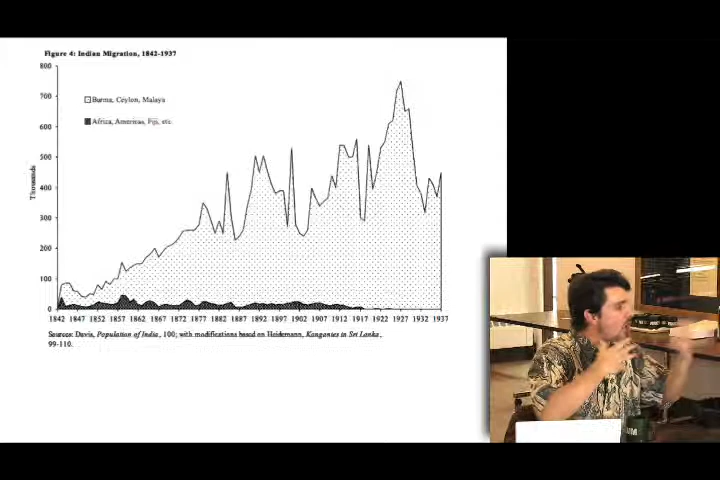 Figure 4: Indian Migration, 1842-1937
800
700
600
500
400
300
200
100
Thousands
Burma, Ceylon, Malaya
Africa, Americas, Fiji, etc.
1842 1847 1852 1857 1862 1867 1872 1877 1882 1887 1892 1897 1902 1907 1912 1917 1922 1927 1932 1937
Sources: Davis, Population of India, 100; with modifications based on Heidemann, Kanganies in Sri Lanka,
99-110.